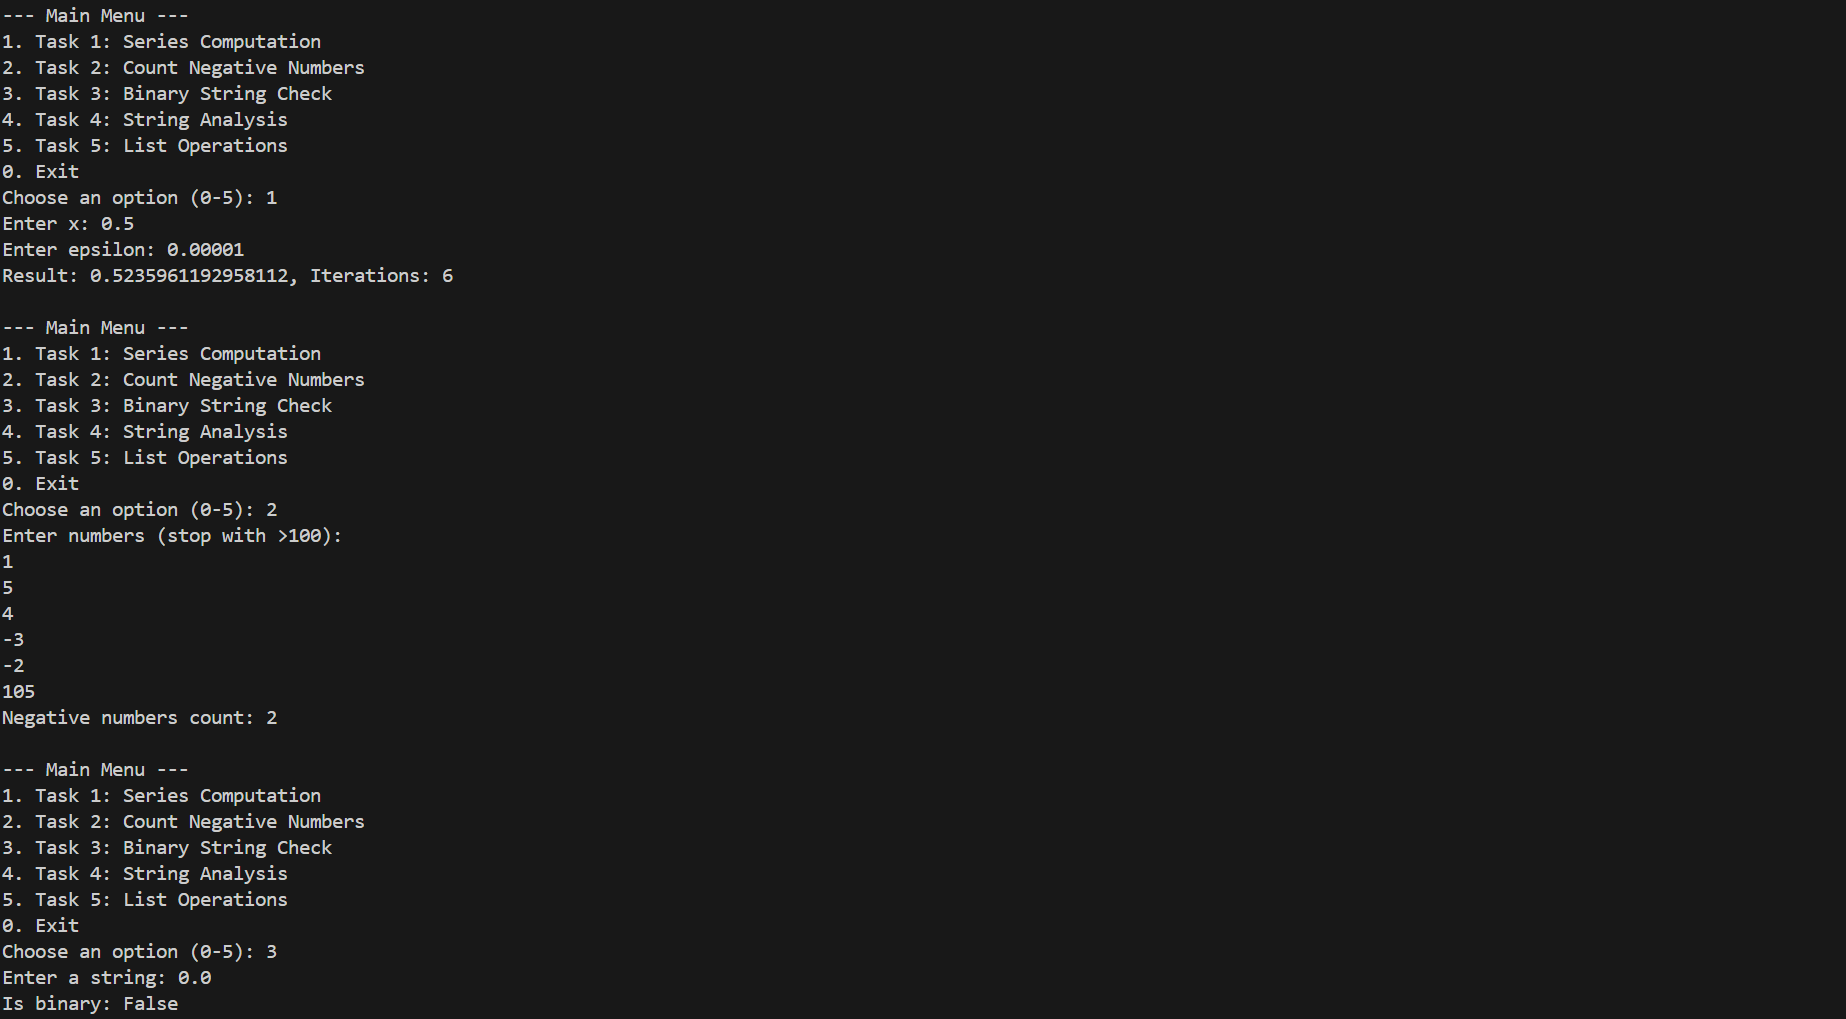 --- Main Menu ---
1. Task 1: Series Computation
2. Task 2: Count Negative Numbers
3. Task 3: Binary String Check
4. Task 4: String Analysis
5. Task 5: List Operations
0. Exit
Choose an option (0-5): 1
Enter x: 0.5
Enter epsilon: 0.00001
Result: 0.5235961192958112, Iterations: 6

--- Main Menu ---
1. Task 1: Series Computation
2. Task 2: Count Negative Numbers
3. Task 3: Binary String Check
4. Task 4: String Analysis
5. Task 5: List Operations
0. Exit
Choose an option (0-5): 2
Enter numbers (stop with >100):
1
5
4
-3
-2
105
Negative numbers count: 2

--- Main Menu ---
1. Task 1: Series Computation
2. Task 2: Count Negative Numbers
3. Task 3: Binary String Check
4. Task 4: String Analysis
5. Task 5: List Operations
0. Exit
Choose an option (0-5): 3
Enter a string: 0.0
Is binary: False